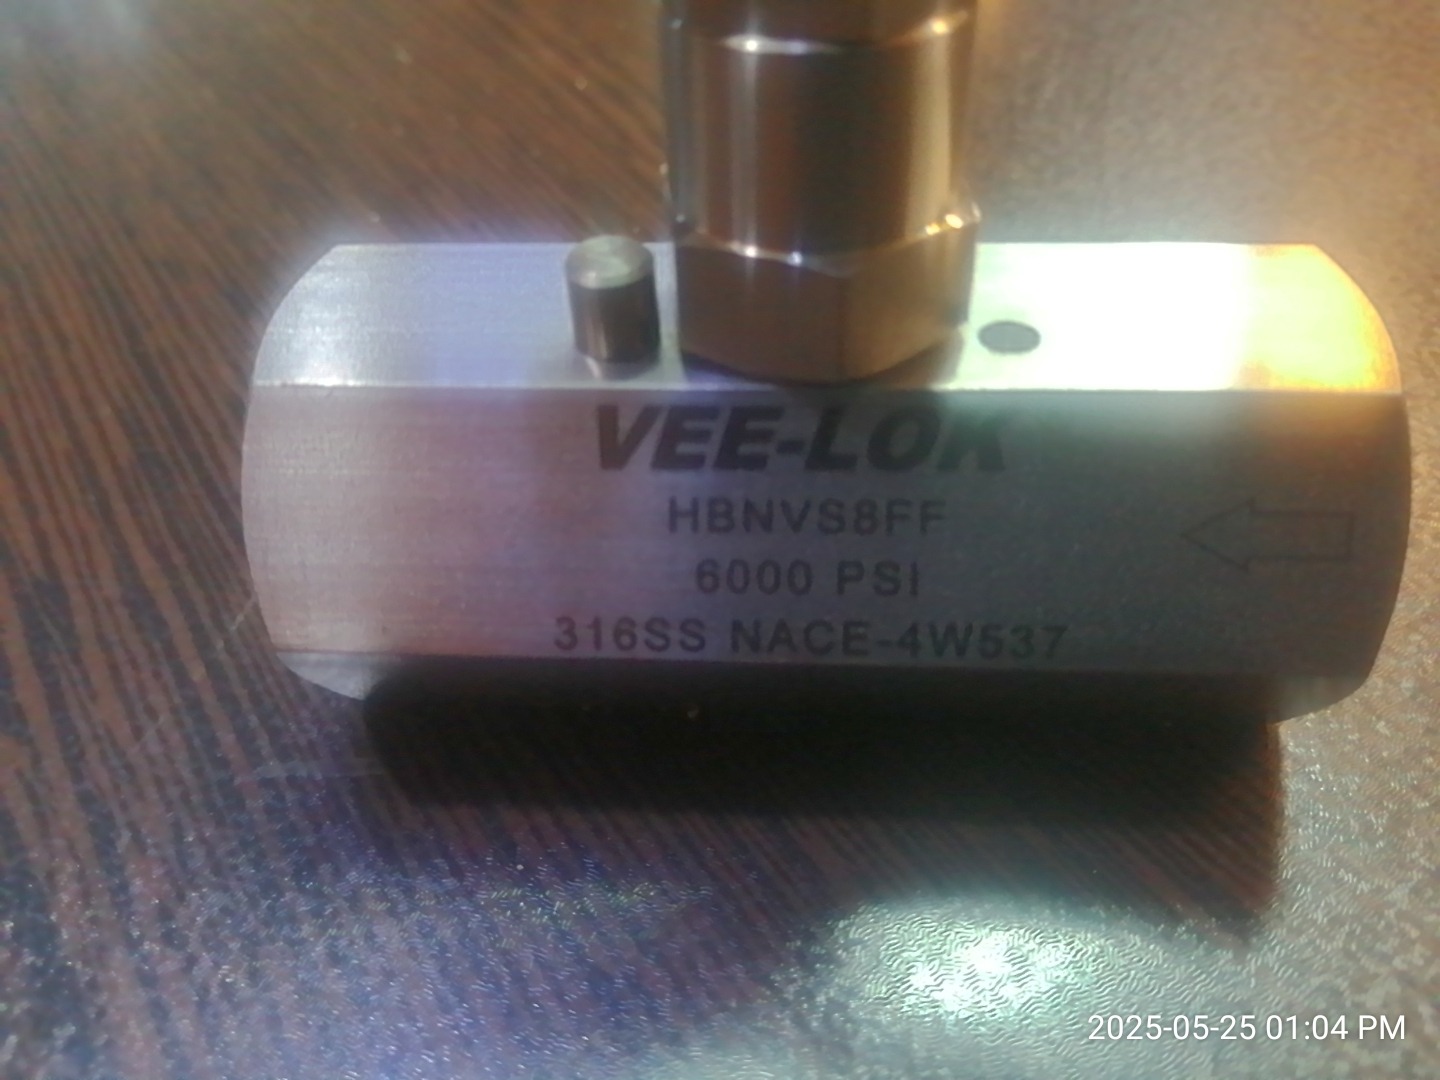 VEE-LOK
HBNVS8FF
6000 PSI
316SS NACE-4W537
2025-05-25 01:04 PM